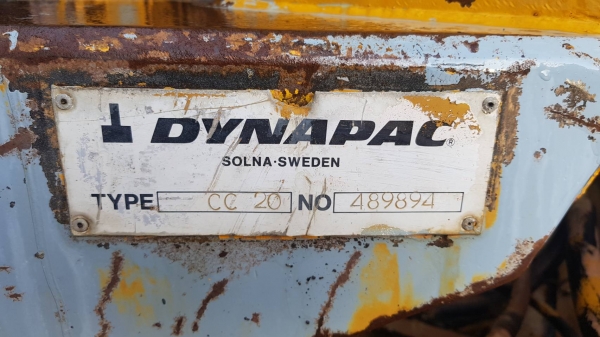 DYNAPAC®
SOLNA·SWEDEN
TYPE CC 20 NO 489894